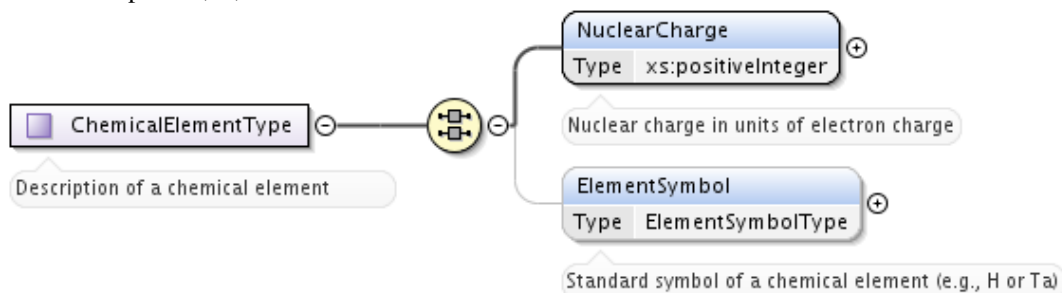 NuclearCharge
Type xs:positiveInteger
Nuclear charge in units of electron charge
ChemicalElementType
Description of a chemical element
ElementSymbol
Type ElementSymbolType
Standard symbol of a chemical element (e.g., H or Ta)